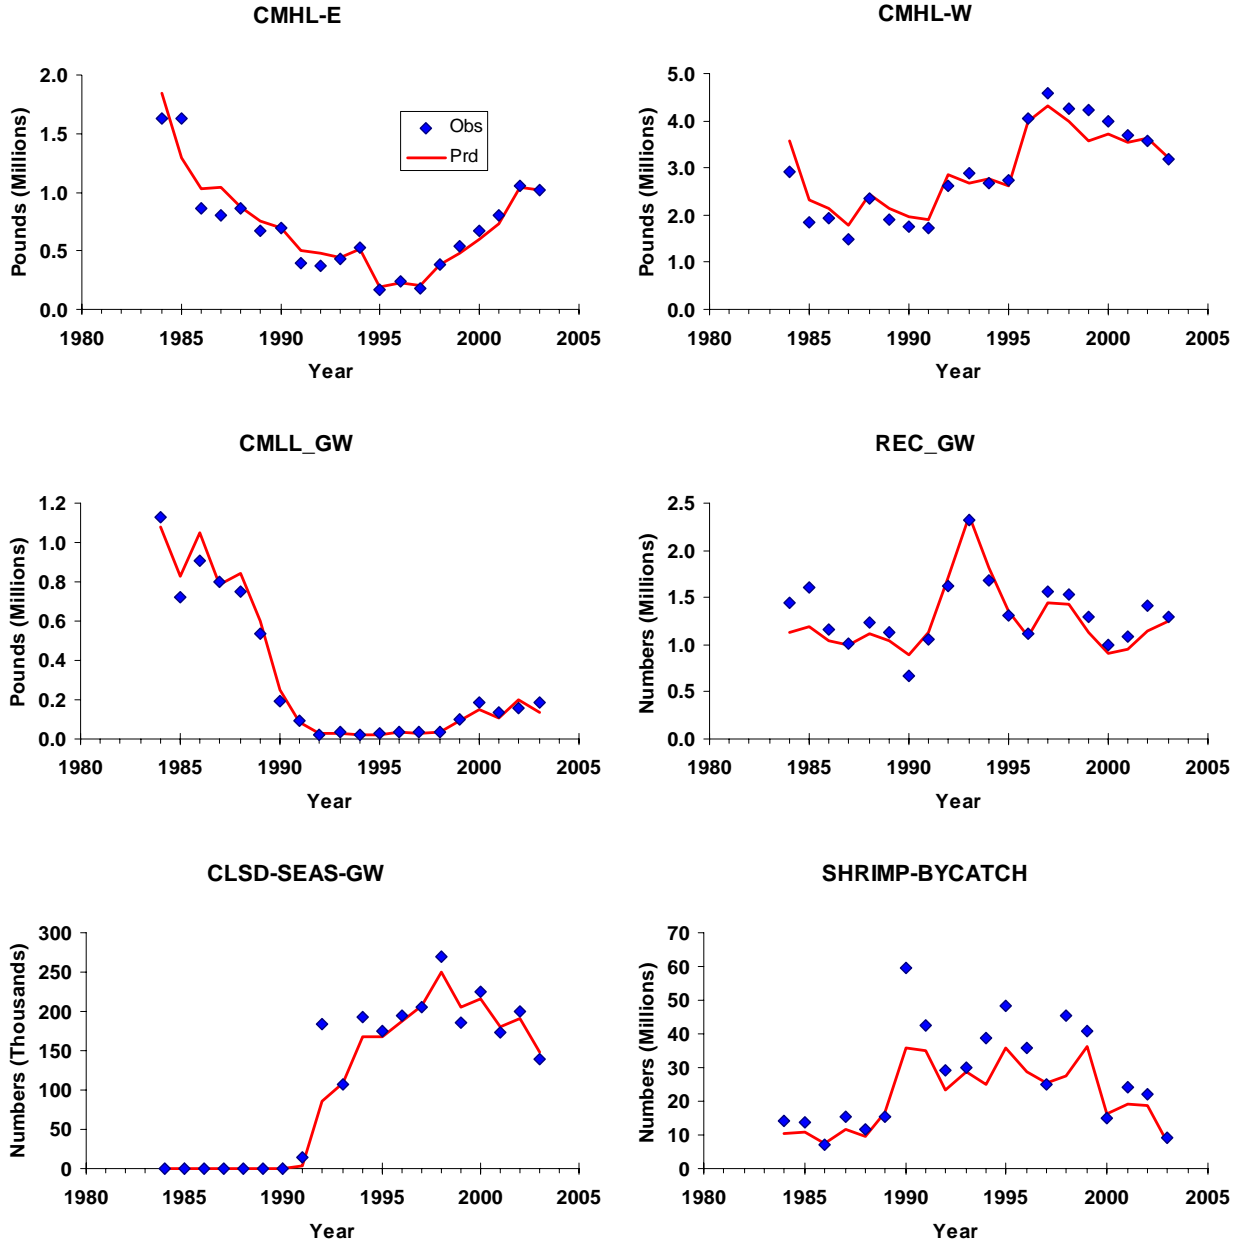 CMHL-E
CMHL-W
2.0
1.5
1.0
0.5
0.0
Pounds (Millions)
Obs
Prd
1980 1985 1990 1995 2000 2005
Year
5.0
4.0
3.0
2.0
1.0
0.0
Pounds (Millions)
1980 1985 1990 1995 2000 2005
Year
CMLL_GW
REC_GW
1.2
1.0
0.8
0.6
0.4
0.2
0.0
Pounds (Millions)
1980 1985 1990 1995 2000 2005
Year
2.5
2.0
1.5
1.0
0.5
0.0
Numbers (Millions)
1980 1985 1990 1995 2000 2005
Year
CLSD-SEAS-GW
SHRIMP-BYCATCH
300
250
200
150
100
50
0
Numbers (Thousands)
1980 1985 1990 1995 2000 2005
Year
70
60
50
40
30
20
10
0
Numbers (Millions)
1980 1985 1990 1995 2000 2005
Year